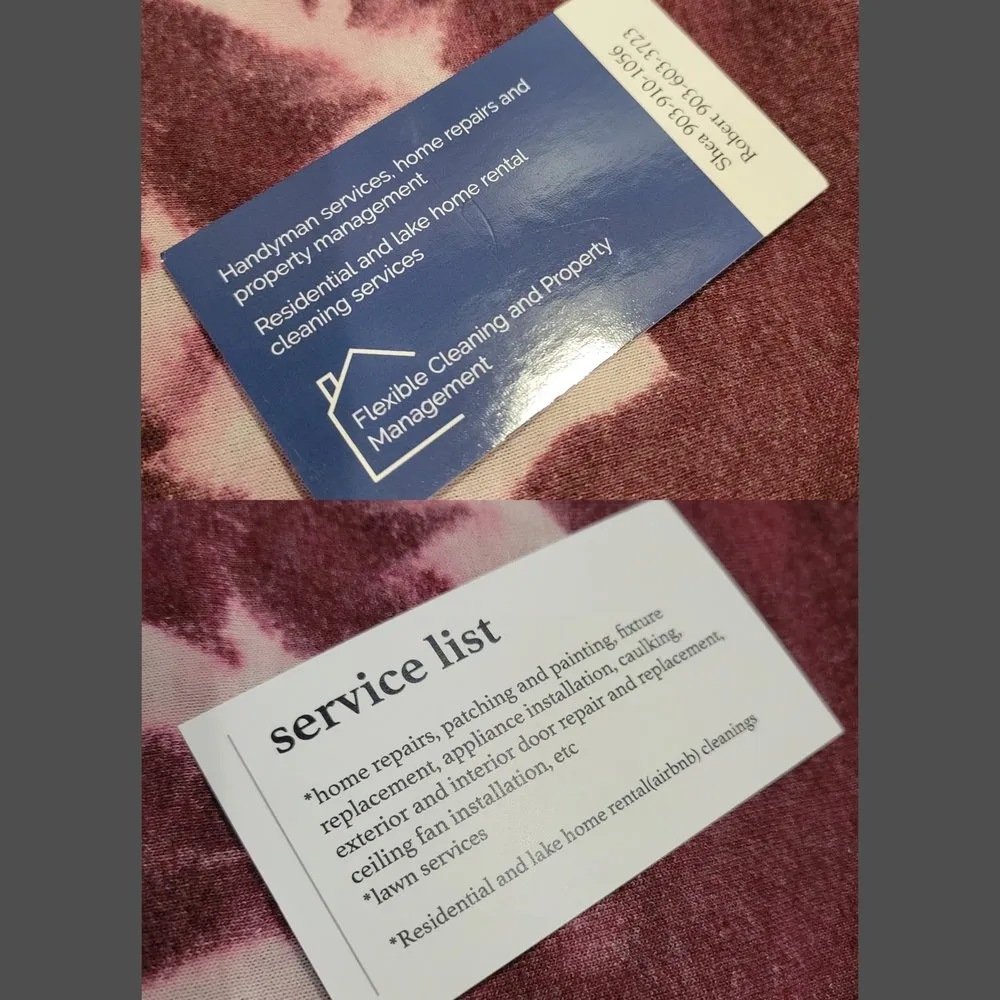 Handyman services, home repairs and
property management
Residential and lake home rental
cleaning services
Flexible Cleaning and Property
Management
Shea 903-910-1056
Robert 903-603-3723
service list
*home repairs, patching and painting, fixture
replacement, appliance installation, caulking,
exterior and interior door repair and replacement,
ceiling fan installation, etc
*lawn services
*Residential and lake home rental(airbnb) cleanings